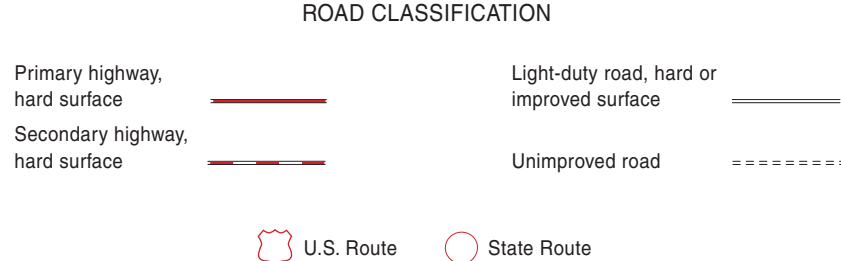 ROAD CLASSIFICATION
Primary highway,
hard surface
Secondary highway,
hard surface
Light-duty road, hard or
improved surface
Unimproved road
U.S. Route
State Route